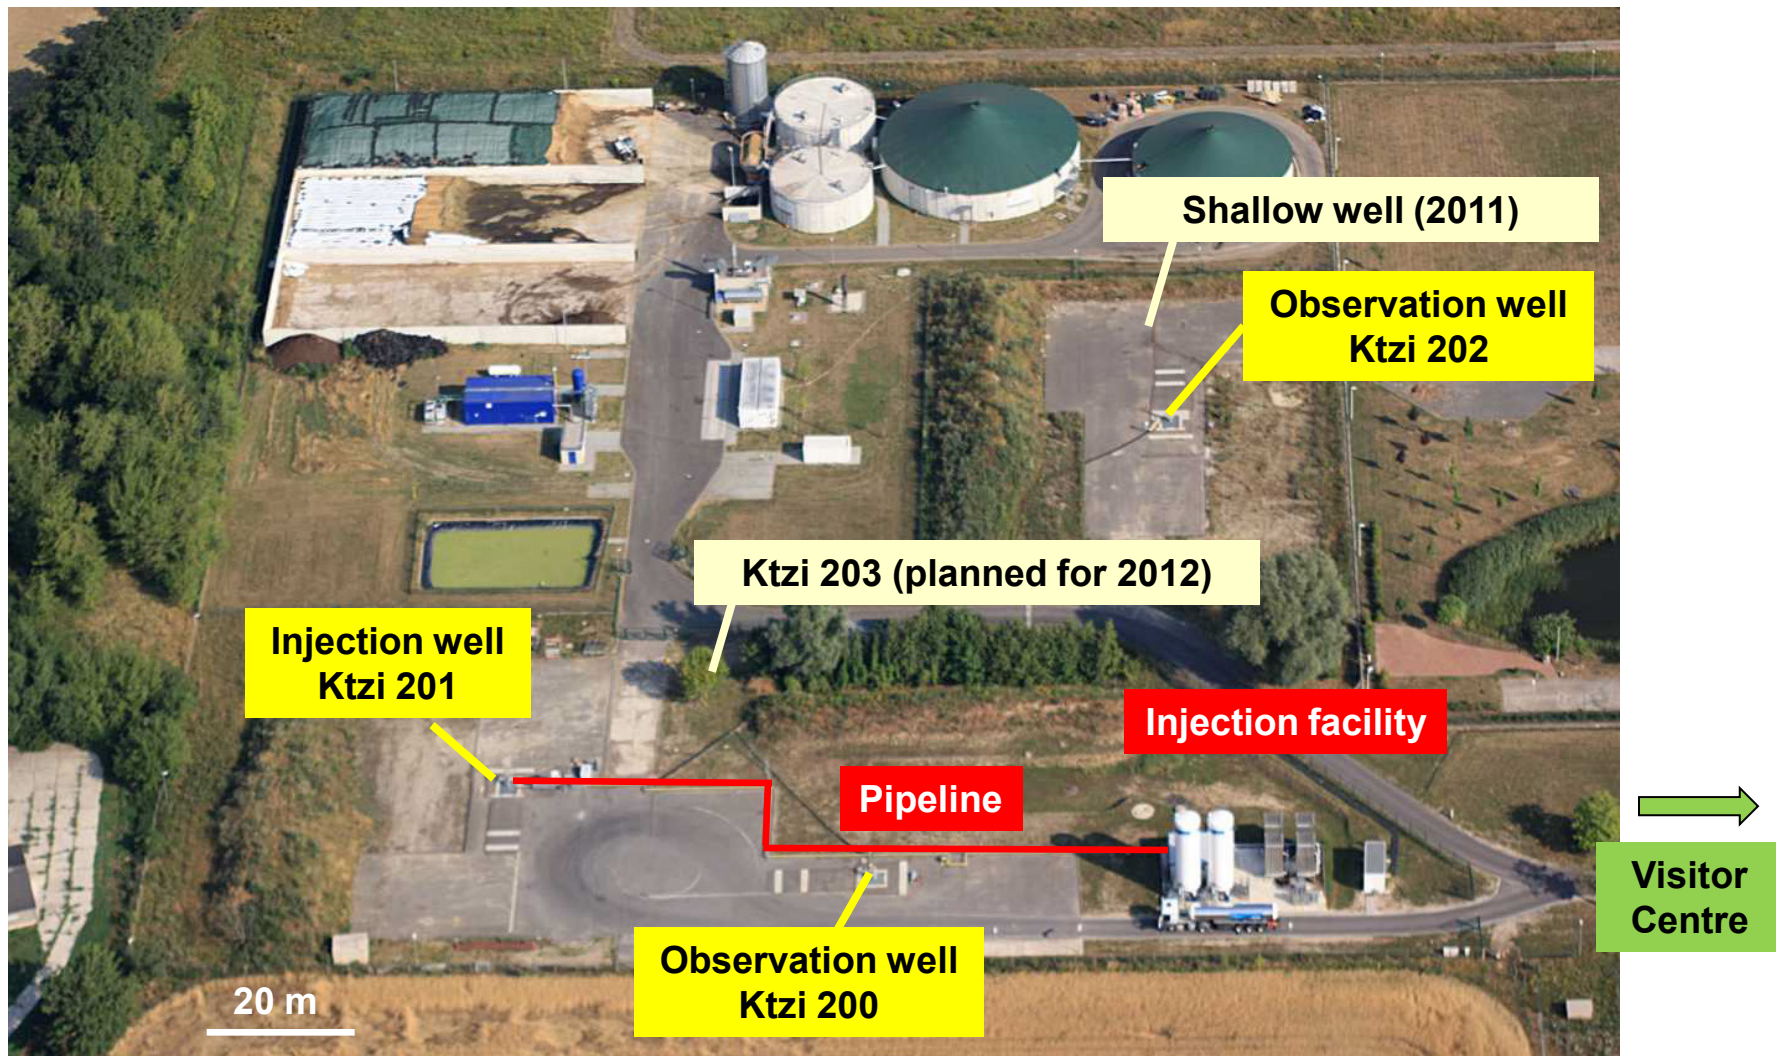 Shallow well (2011)
Observation well
Ktzi 202
Ktzi 203 (planned for 2012)
Injection well
Ktzi 201
Injection facility
Pipeline
Visitor
Centre
Observation well
Ktzi 200
20 m